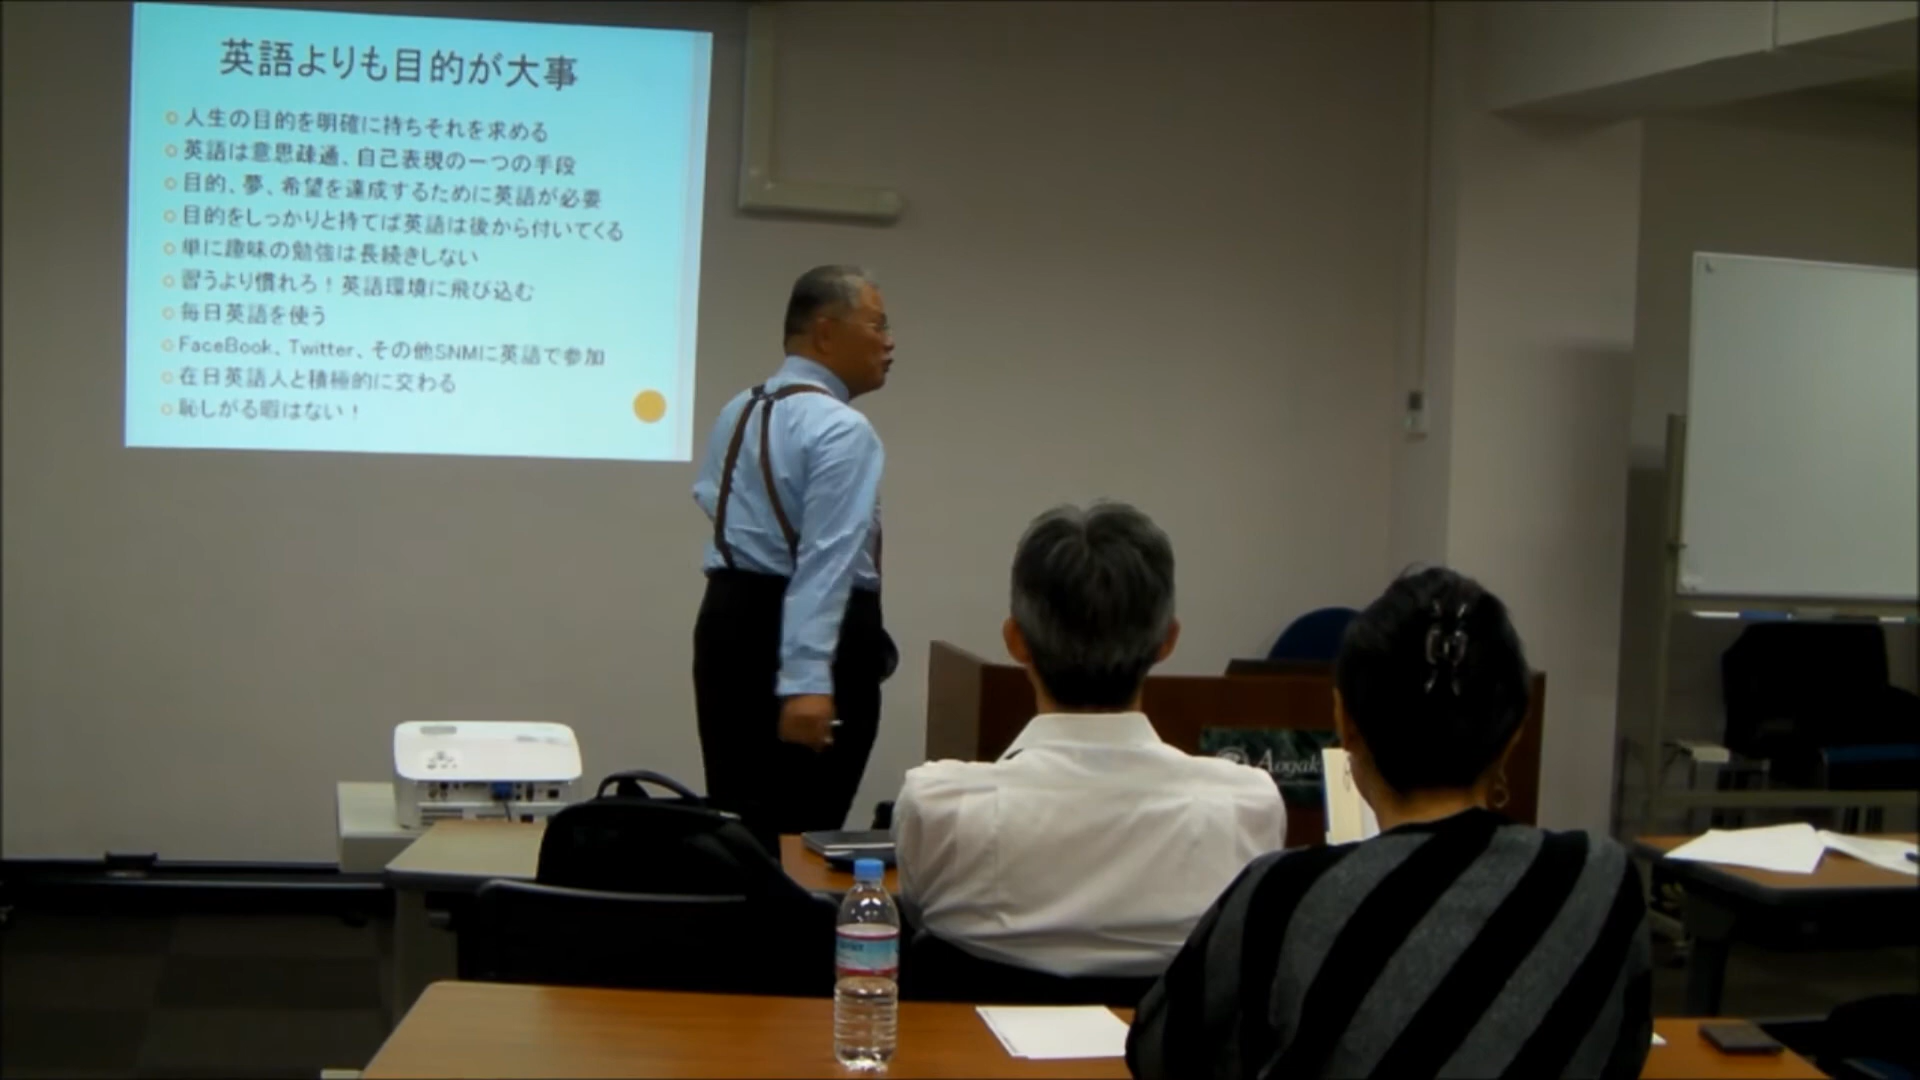 英語よりも目的が大事
人生の目的を明確に持ちそれを求める
英語は意思疎通、自己表現の一つの手段
目的、夢、希望を達成するために英語が必要
目的をしっかりと持てば英語は後から付いてくる
単に趣味の勉強は長続きしない
習うより慣れろ！英語環境に飛び込む
毎日英語を使う
FaceBook、Twitter、その他SNMに英語で参加
在日英語人と積極的に交わる
恥しがる暇はない！
Aogak